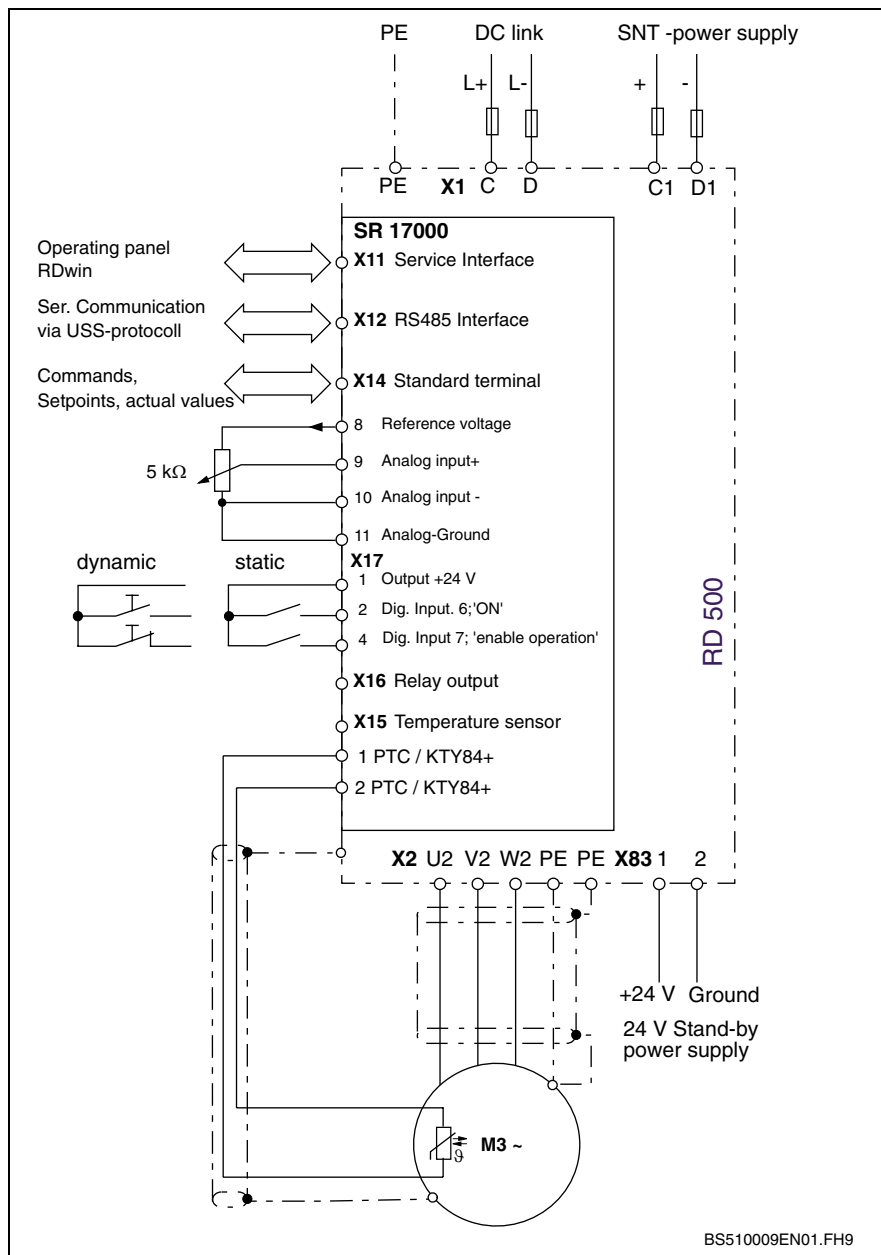 PE DC link SNT -power supply
L+ L- + -
PE X1 C D C1 D1
SR 17000
Operating panel
RDwin
X11 Service Interface
Ser. Communication
via USS-protocoll
X12 RS485 Interface
Commands,
Setpoints, actual values
X14 Standard terminal
8 Reference voltage
5 kΩ
9 Analog input+
10 Analog input -
11 Analog-Ground
dynamic static
X17
1 Output +24 V
2 Dig. Input. 6;'ON'
4 Dig. Input 7; 'enable operation'
RD 500
X16 Relay output
X15 Temperature sensor
1 PTC / KTY84+
2 PTC / KTY84+
X2 U2 V2 W2 PE PE X83 1 2
+24 V Ground
24 V Stand-by
power supply
M3 ~
ϑ
BS510009EN01.FH9